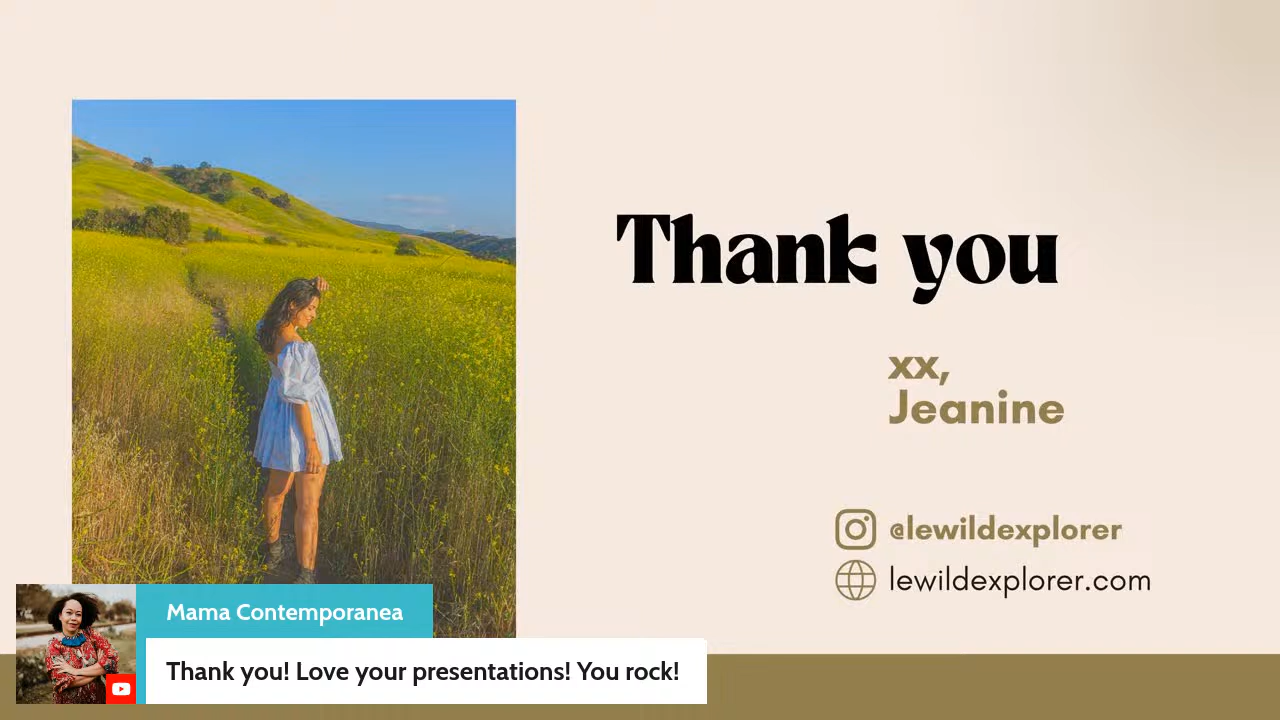 Thank you
xx,
Jeanine
@lewildexplorer
lewildexplorer.com
Mama Contemporanea
Thank you! Love your presentations! You rock!